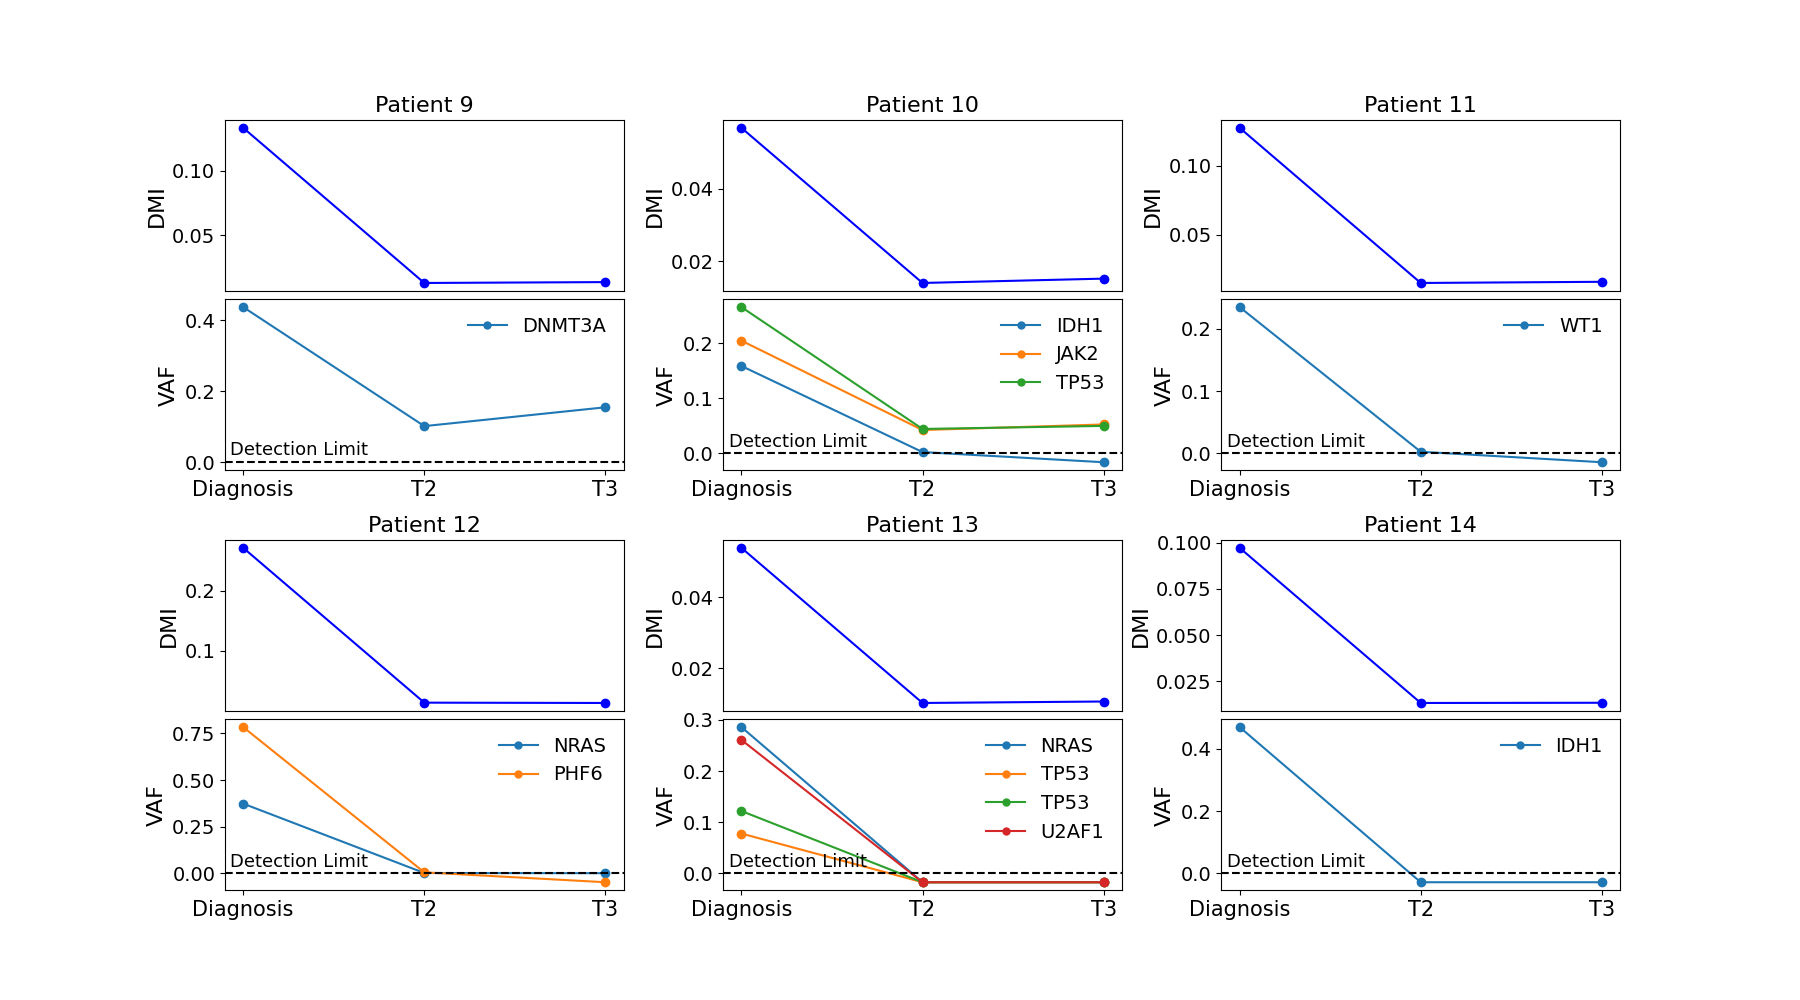 Patient 9
DMI
0.10
0.05
VAF
0.4
0.2
0.0
DNMT3A
Detection Limit
Diagnosis T2 T3
Patient 10
DMI
0.04
0.02
VAF
0.2
0.1
0.0
IDH1
JAK2
TP53
Detection Limit
Diagnosis T2 T3
Patient 11
DMI
0.10
0.05
VAF
0.2
0.1
0.0
WT1
Detection Limit
Diagnosis T2 T3
Patient 12
DMI
0.2
0.1
VAF
0.75
0.50
0.25
0.00
NRAS
PHF6
Detection Limit
Diagnosis T2 T3
Patient 13
DMI
0.04
0.02
VAF
0.3
0.2
0.1
0.0
NRAS
TP53
TP53
U2AF1
Detection Limit
Diagnosis T2 T3
Patient 14
DMI
0.100
0.075
0.050
0.025
VAF
0.4
0.2
0.0
IDH1
Detection Limit
Diagnosis T2 T3